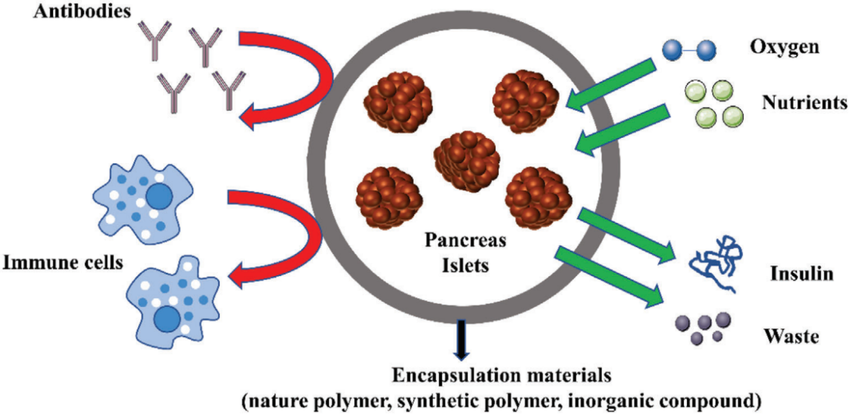 Antibodies
Oxygen
Nutrients
Immune cells
Pancreas
Islets
Insulin
Waste
Encapsulation materials
(nature polymer, synthetic polymer, inorganic compound)